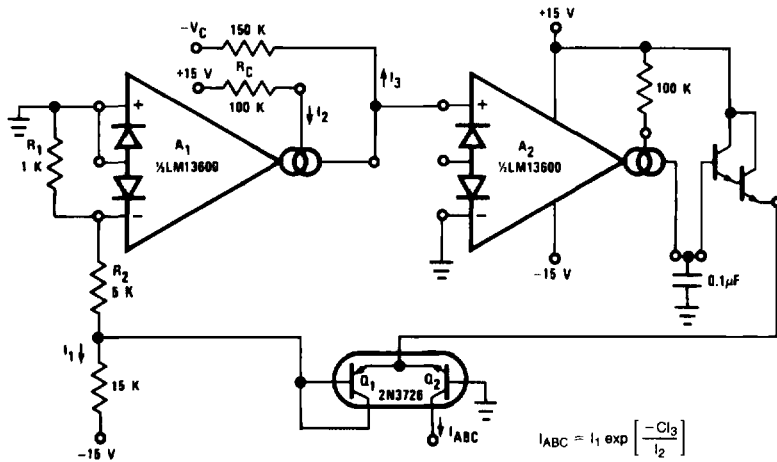 −VC
150 K
+15 V
RC
100 K
I2
I3
+15 V
100 K
+
A1
½LM13600
−
R1
1 K
+
A2
½LM13600
−
−15 V
0.1µF
R2
5 K
I1
15 K
−15 V
Q1
Q2
2N3728
IABC
IABC = I1 exp [ −CI3 / I2 ]